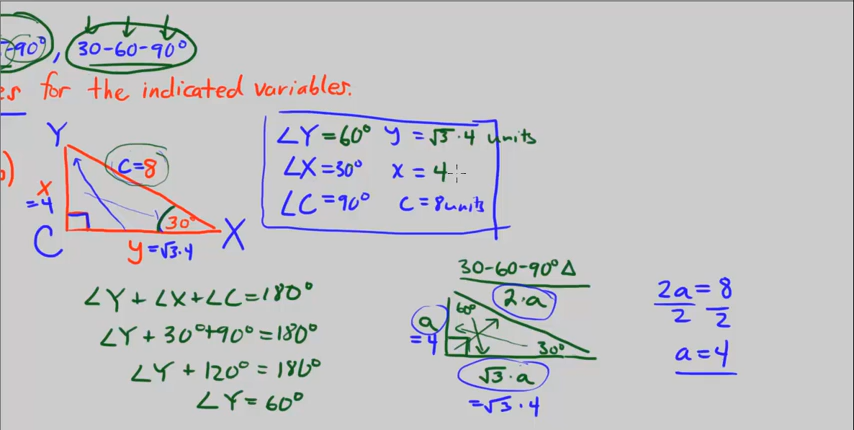 -90°, 30-60-90°
es for the indicated variables.
b)
Y
c=8
x
=4
30°
C
X
y=√3·4
∠Y=60° y =√3·4 units
∠X=30° x = 4
∠C=90° c=8units
∠Y+∠X+∠C=180°
∠Y+30°+90°=180°
∠Y+120°=180°
∠Y=60°
30-60-90°Δ
2·a
60°
a
=4
30°
√3·a
=√3·4
2a=8
2 2
a=4